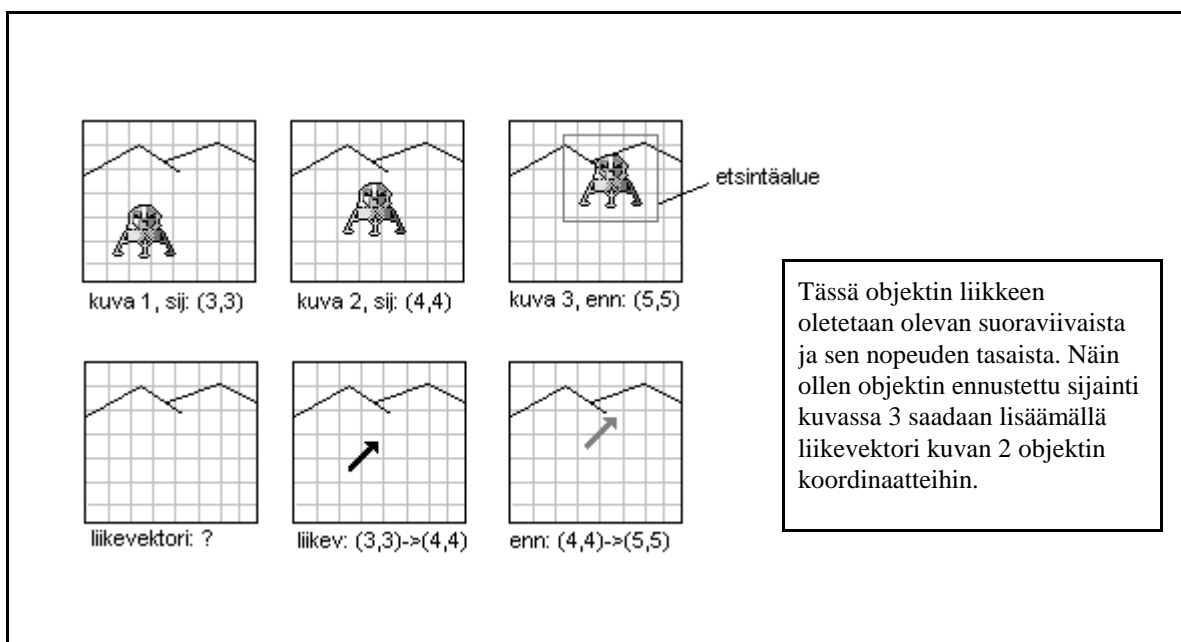 etsintäalue
kuva 1, sij: (3,3)
kuva 2, sij: (4,4)
kuva 3, enn: (5,5)
liikevektori: ?
liikev: (3,3)->(4,4)
enn: (4,4)->(5,5)
Tässä objektin liikkeen
oletetaan olevan suoraviivaista
ja sen nopeuden tasaista. Näin
ollen objektin ennustettu sijainti
kuvassa 3 saadaan lisäämällä
liikevektori kuvan 2 objektin
koordinaatteihin.